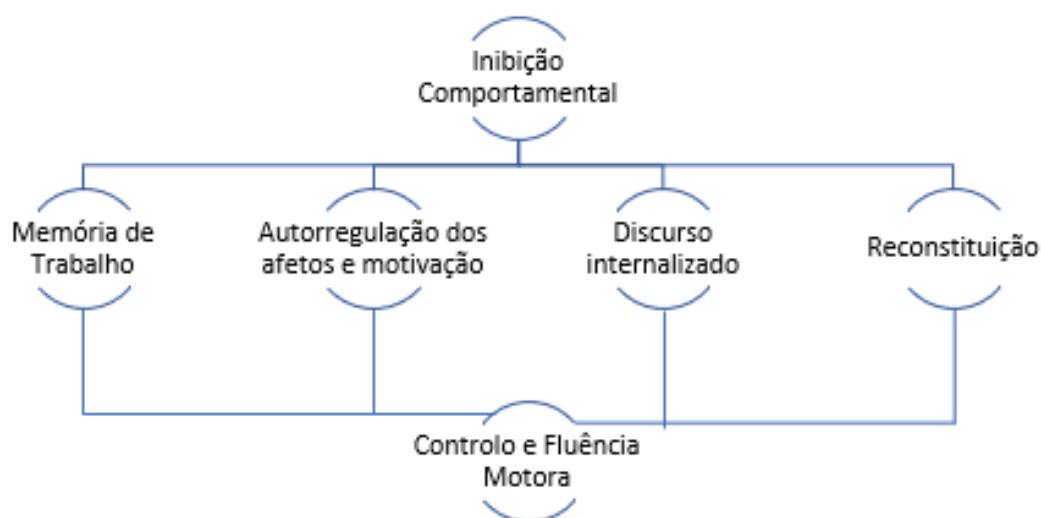 Inibição
Comportamental
Memória de
Trabalho
Autorregulação dos
afetos e motivação
Discurso
internalizado
Reconstituição
Controlo e Fluência
Motora